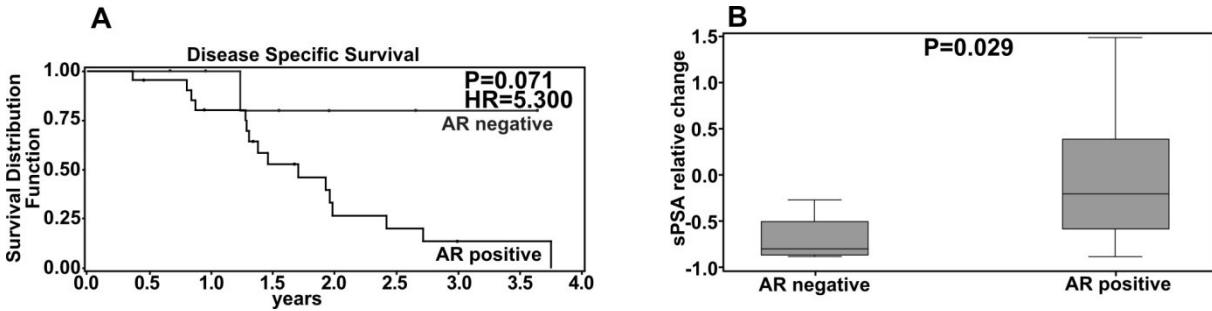 A
Disease Specific Survival
P=0.071
HR=5.300
AR negative
AR positive
Survival Distribution
Function
1.00
0.75
0.50
0.25
0.00
0.0 0.5 1.0 1.5 2.0 2.5 3.0 3.5 4.0
years
B
P=0.029
sPSA relative change
1.5
1.0
0.5
0.0
-0.5
-1.0
AR negative AR positive